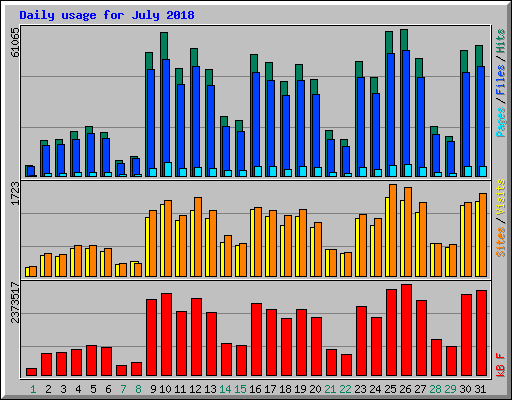 Daily usage for July 2018
61065
Pages / Files / Hits
1723
Sites / Visits
2373517
kB F
1 2 3 4 5 6 7 8 9 10 11 12 13 14 15 16 17 18 19 20 21 22 23 24 25 26 27 28 29 30 31